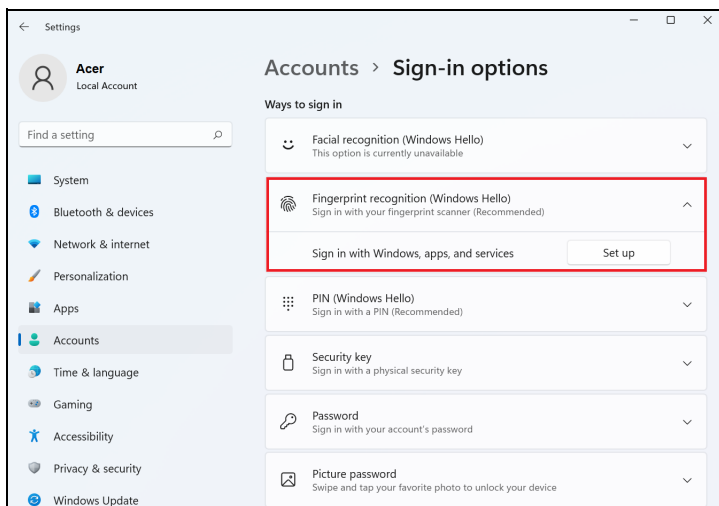 Settings
Acer
Local Account
Find a setting
System
Bluetooth & devices
Network & internet
Personalization
Apps
Accounts
Time & language
Gaming
Accessibility
Privacy & security
Windows Update
Accounts > Sign-in options
Ways to sign in
Facial recognition (Windows Hello)
This option is currently unavailable
Fingerprint recognition (Windows Hello)
Sign in with your fingerprint scanner (Recommended)
Sign in with Windows, apps, and services
Set up
PIN (Windows Hello)
Sign in with a PIN (Recommended)
Security key
Sign in with a physical security key
Password
Sign in with your account's password
Picture password
Swipe and tap your favorite photo to unlock your device